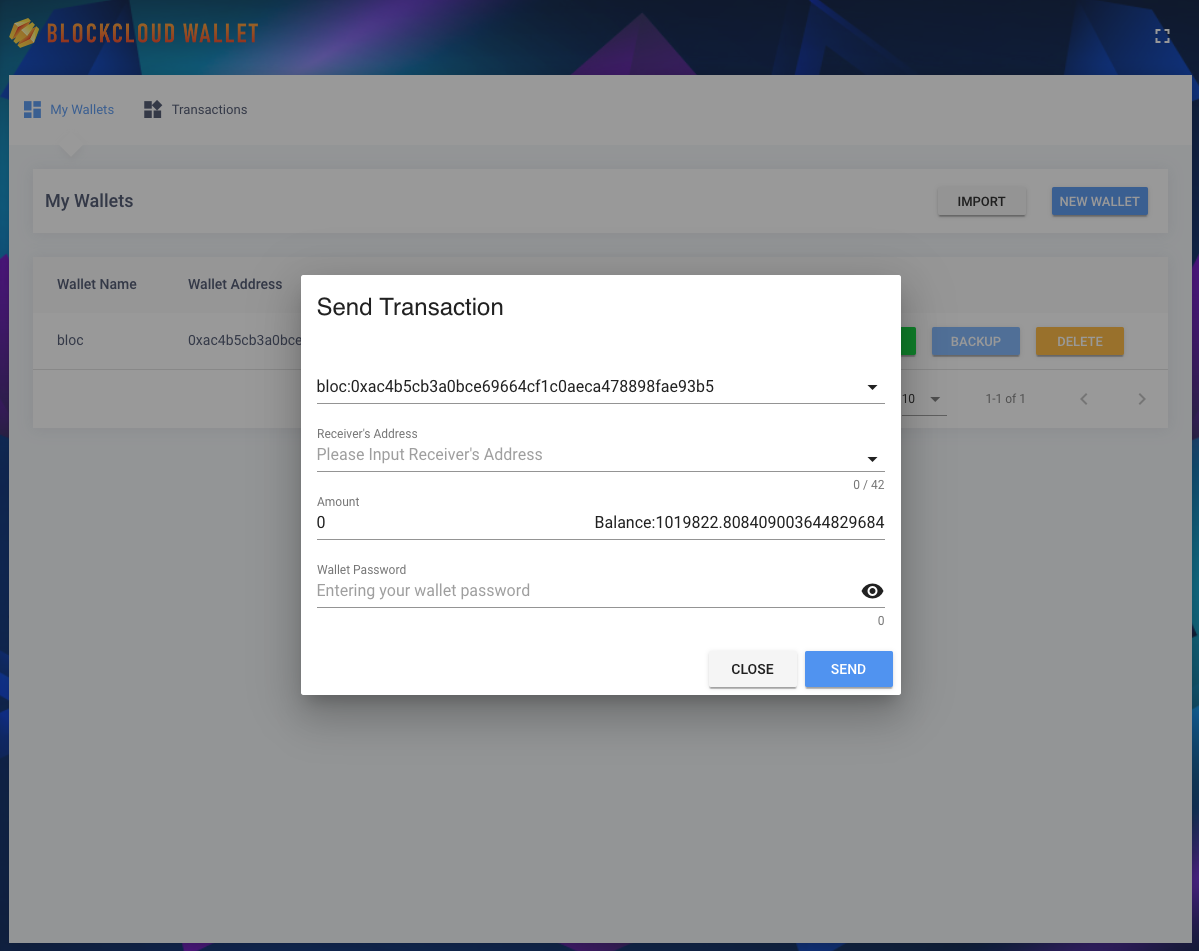 BLOCKCLOUD WALLET
My Wallets
Transactions
My Wallets
IMPORT
NEW WALLET
Wallet Name
Wallet Address
bloc
0xac4b5cb3a0bce
BACKUP
DELETE
10
1-1 of 1
Send Transaction
bloc:0xac4b5cb3a0bce69664cf1c0aeca478898fae93b5
Receiver's Address
Please Input Receiver's Address
0 / 42
Amount
0
Balance:1019822.808409003644829684
Wallet Password
Entering your wallet password
0
CLOSE
SEND